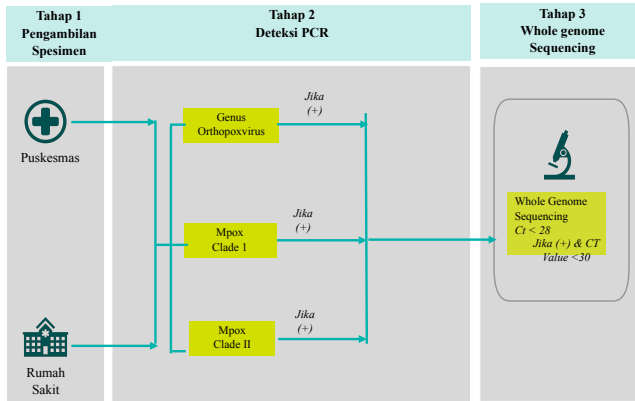 Tahap 1
Pengambilan
Spesimen
Tahap 2
Deteksi PCR
Tahap 3
Whole genome
Sequencing
Puskesmas
Rumah
Sakit
Genus
Orthopoxvirus
Jika
(+)
Mpox
Clade 1
Jika
(+)
Mpox
Clade II
Jika
(+)
Whole Genome
Sequencing
Ct < 28
Jika (+) & CT
Value <30